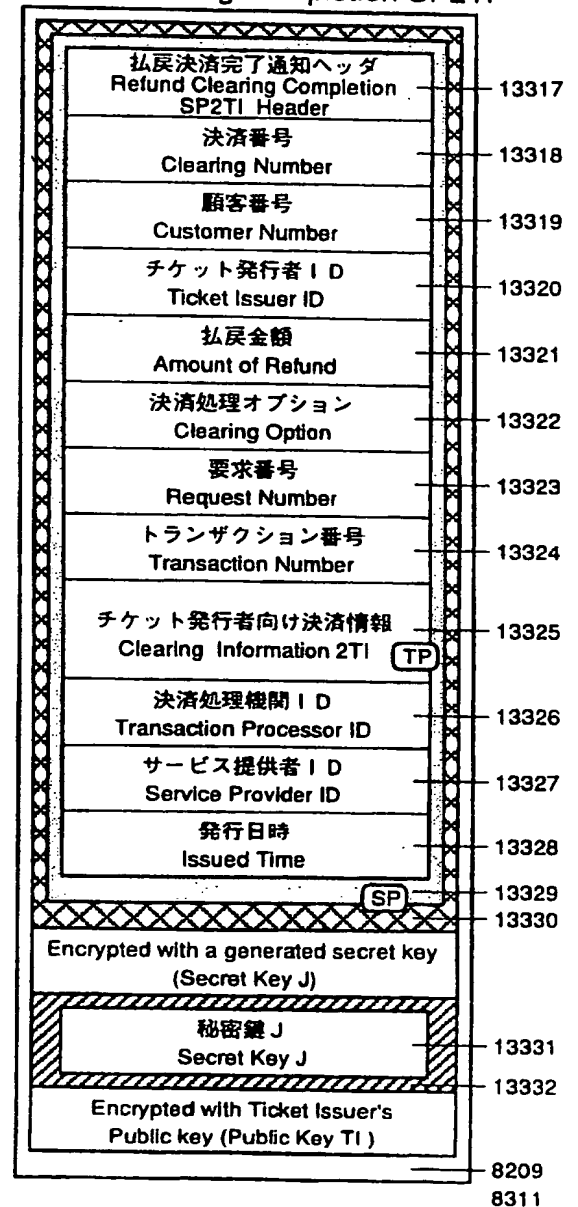 払戻決済完了通知ヘッダ
Refund Clearing Completion
SP2TI Header
13317
決済番号
Clearing Number
13318
顧客番号
Customer Number
13319
チケット発行者ID
Ticket Issuer ID
13320
払戻金額
Amount of Refund
13321
決済処理オプション
Clearing Option
13322
要求番号
Request Number
13323
トランザクション番号
Transaction Number
13324
チケット発行者向け決済情報
Clearing Information 2TI
TP
13325
決済処理機関ID
Transaction Processor ID
13326
サービス提供者ID
Service Provider ID
13327
発行日時
Issued Time
13328
SP
13329
13330
Encrypted with a generated secret key
(Secret Key J)
秘密鍵J
Secret Key J
13331
13332
Encrypted with Ticket Issuer's
Public key (Public Key TI )
8209
8311